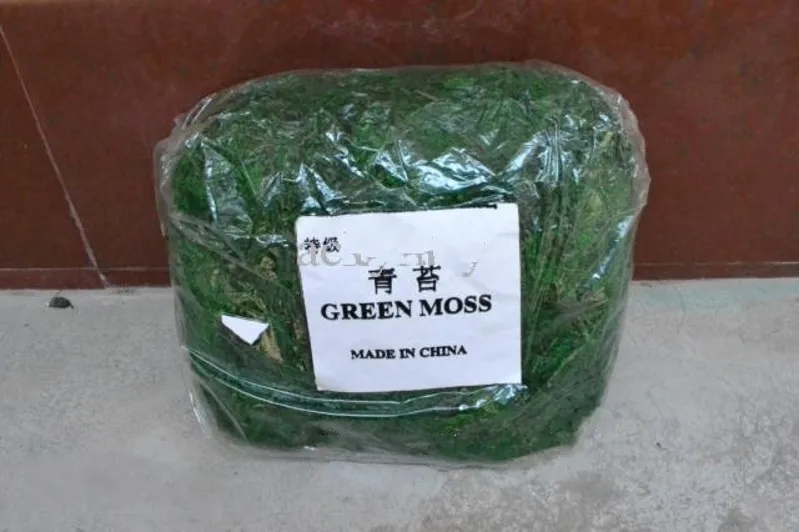 特级
青苔
GREEN MOSS
MADE IN CHINA